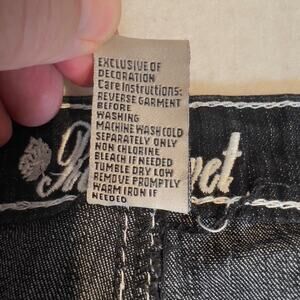 EXCLUSIVE OF
DECORATION
Care Instructions:
REVERSE GARMENT
BEFORE
WASHING
MACHINE WASH COLD
SEPARATELY ONLY
NON CHLORINE
BLEACH IF NEEDED
TUMBLE DRY LOW
REMOVE PROMPTLY
WARM IRON IF
NEEDED